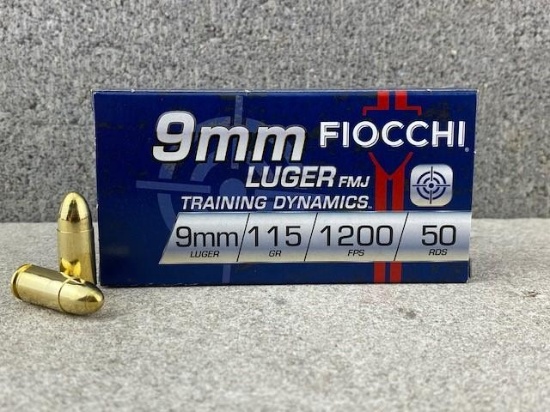 9mm FIOCCHI
LUGER FMJ
TRAINING DYNAMICS
9mm 115 1200 50
LUGER GR FPS RDS